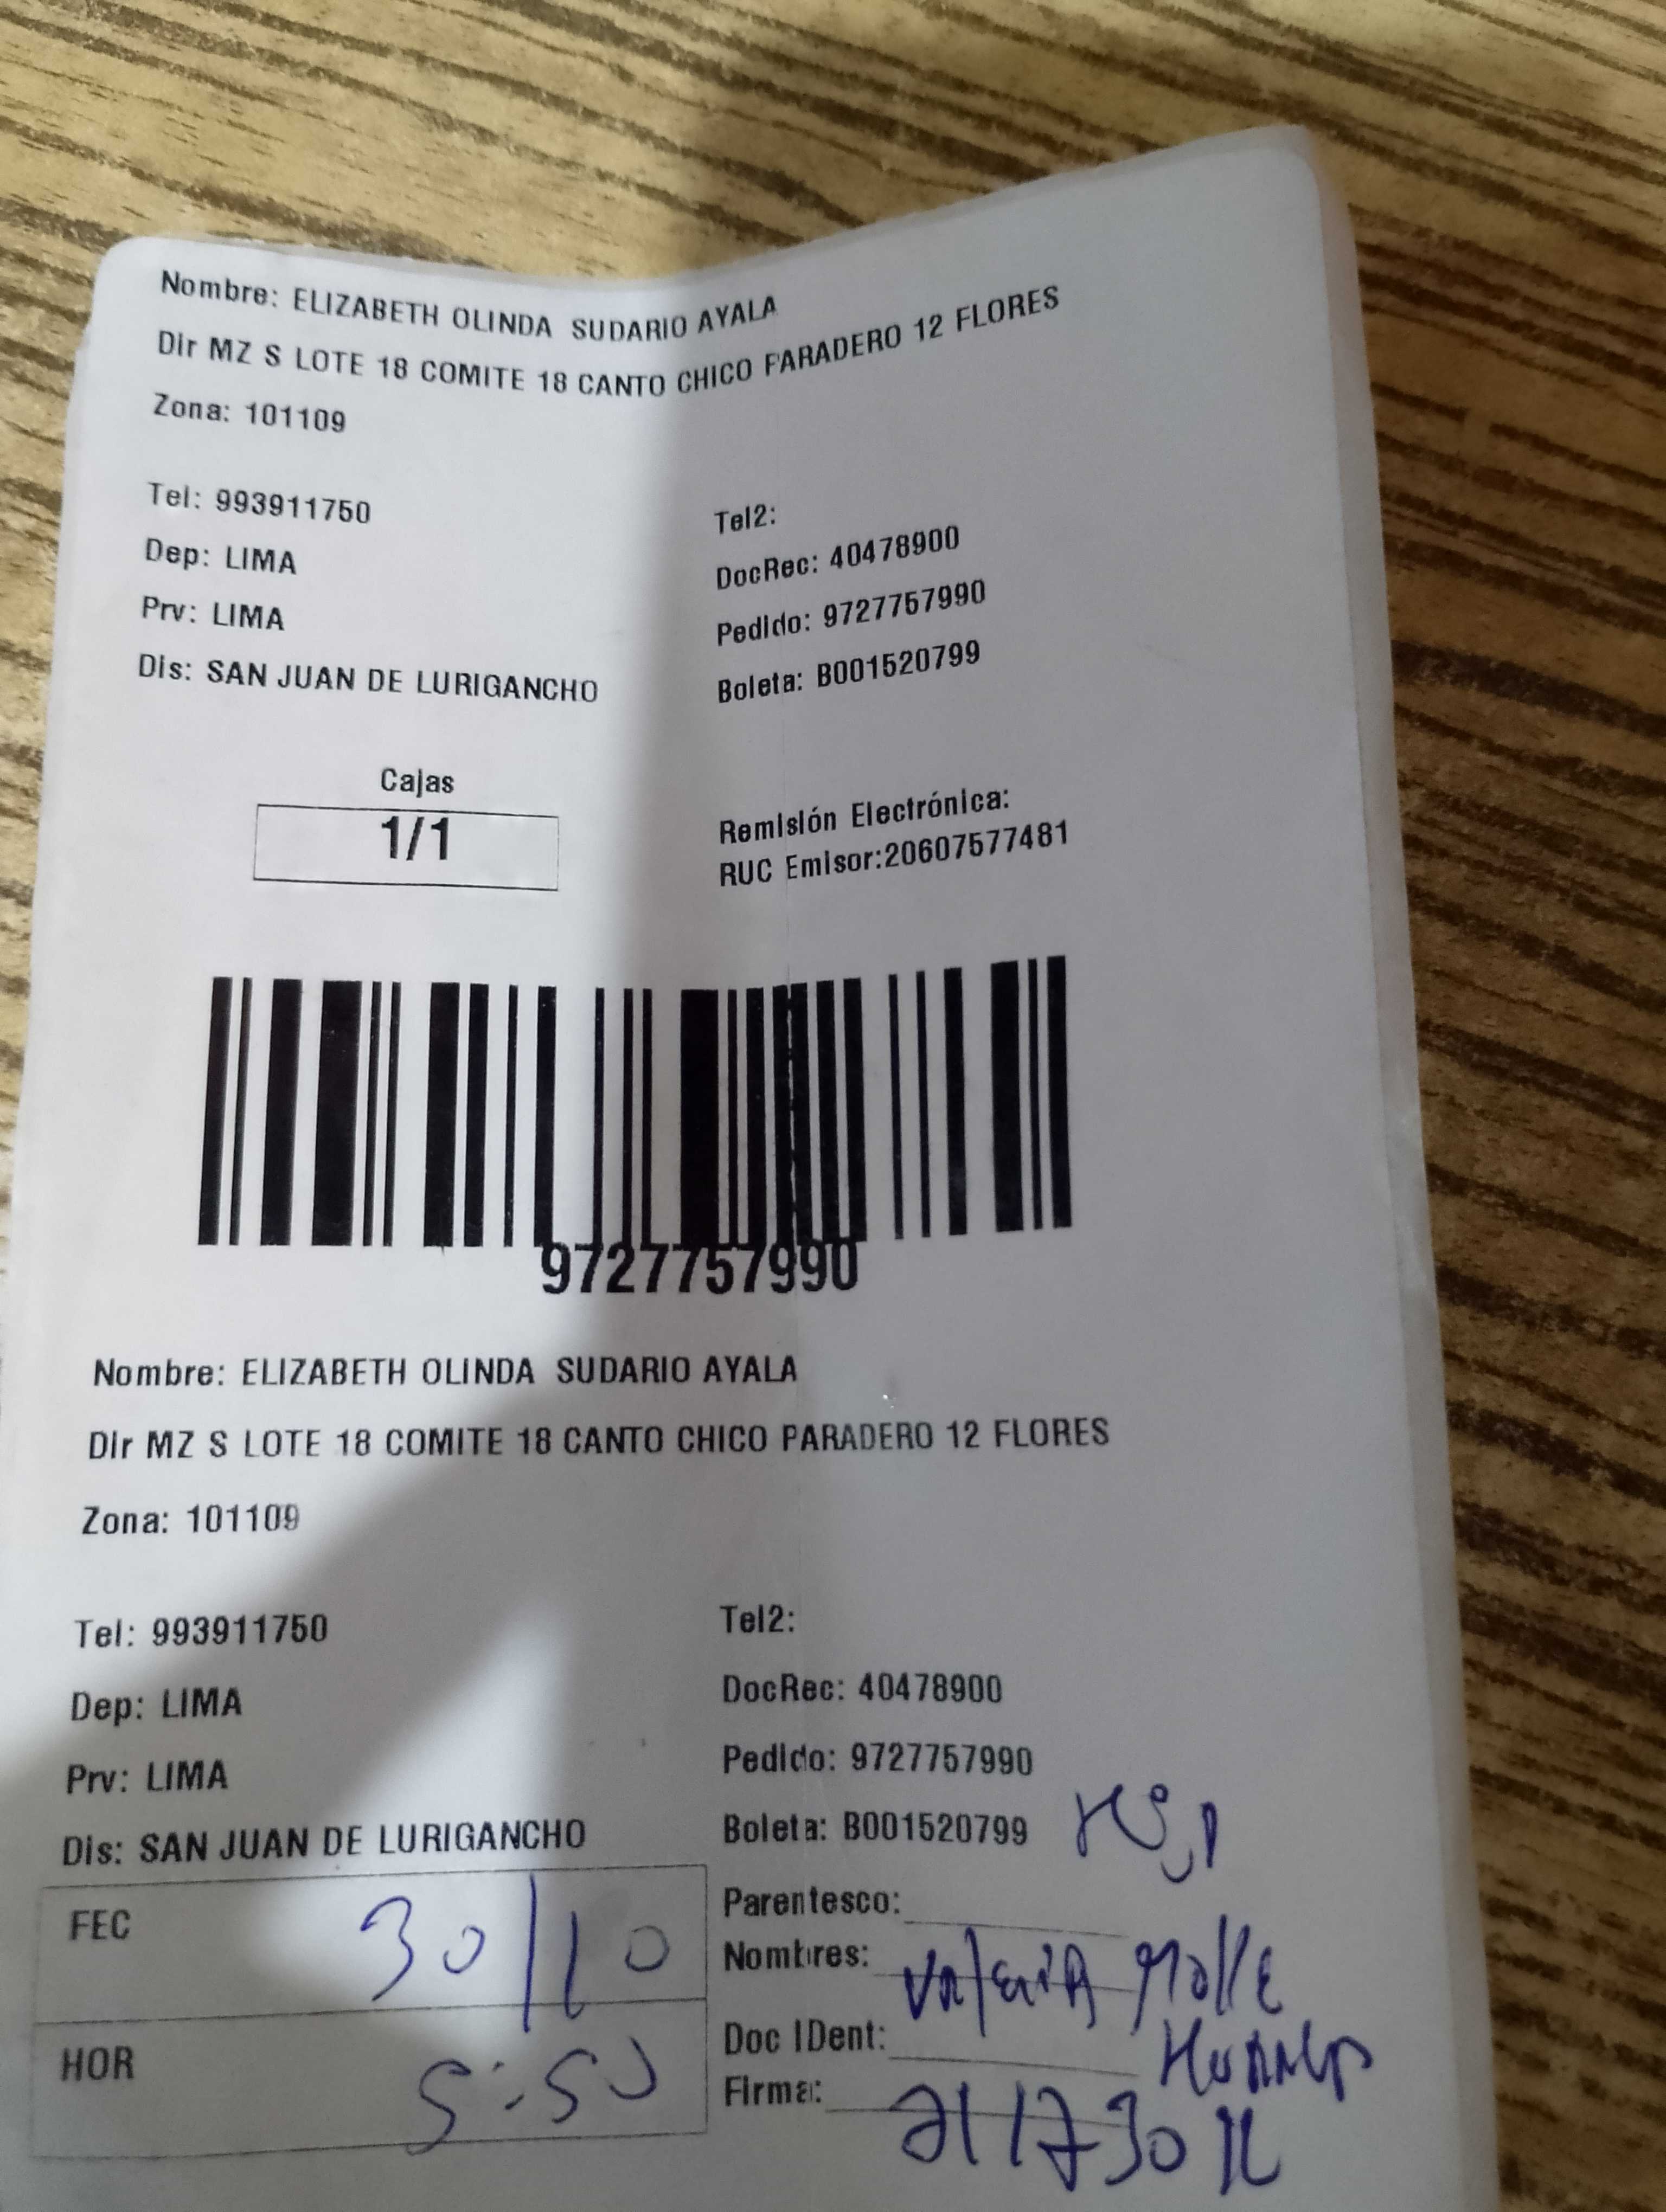 Nombre: ELIZABETH OLINDA SUDARIO AYALA
Dir MZ S LOTE 18 COMITE 18 CANTO CHICO PARADERO 12 FLORES
Zona: 101109
Tel: 993911750
Tel2:
Dep: LIMA
DocRec: 40478900
Prv: LIMA
Pedido: 9727757990
Dis: SAN JUAN DE LURIGANCHO
Boleta: B001520799
Cajas
1/1
Remisión Electrónica:
RUC Emisor:20607577481
9727757990
Nombre: ELIZABETH OLINDA SUDARIO AYALA
Dir MZ S LOTE 18 COMITE 18 CANTO CHICO PARADERO 12 FLORES
Zona: 101109
Tel: 993911750
Tel2:
Dep: LIMA
DocRec: 40478900
Prv: LIMA
Pedido: 9727757990
Dis: SAN JUAN DE LURIGANCHO
Boleta: B001520799
FEC 30/10
HOR 5:50
Parentesco:
Nombres: Valeria
Doc IDent:
Firma: